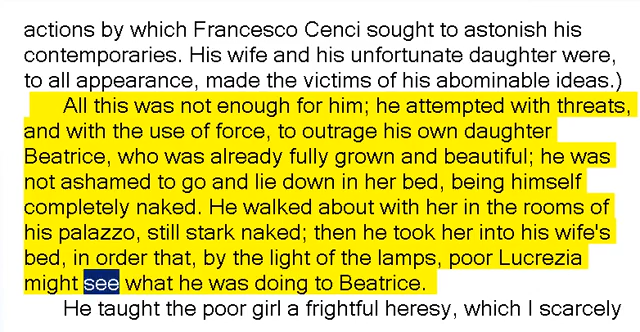 actions by which Francesco Cenci sought to astonish his
contemporaries. His wife and his unfortunate daughter were,
to all appearance, made the victims of his abominable ideas.)
All this was not enough for him; he attempted with threats,
and with the use of force, to outrage his own daughter
Beatrice, who was already fully grown and beautiful; he was
not ashamed to go and lie down in her bed, being himself
completely naked. He walked about with her in the rooms of
his palazzo, still stark naked; then he took her into his wife's
bed, in order that, by the light of the lamps, poor Lucrezia
might see what he was doing to Beatrice.
He taught the poor girl a frightful heresy, which I scarcely